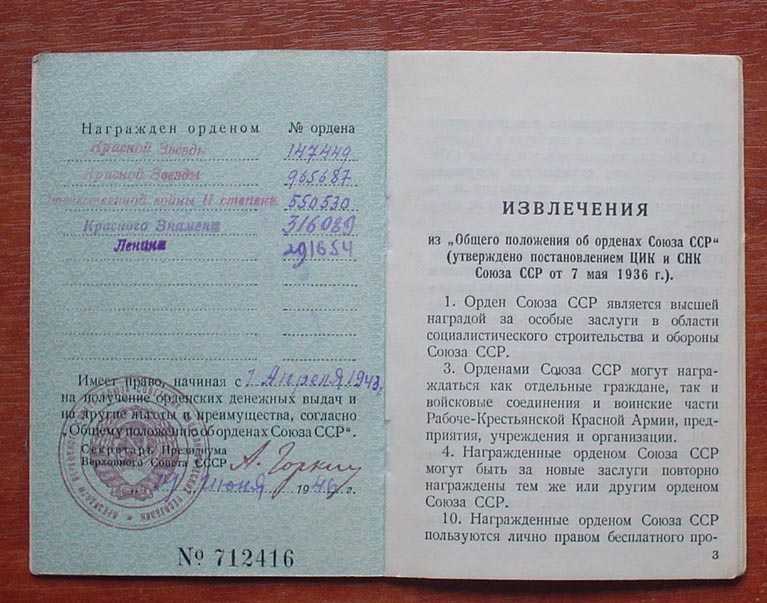 Награжден орденом № ордена
Красной Звезды 147449
Красной Звезды 965687
Отечественной войны II степени 550530
Красного Знамени 316089
Ленина 291654
Имеет право, начиная с 1 Апреля 1943 г.
на получение орденских денежных выдач и
на другие льготы и преимущества, согласно
„Общему положению об орденах Союза ССР“.
Секретарь Президиума
Верховного Совета СССР А. Горкин
июня 1946 г.
№ 712416
ИЗВЛЕЧЕНИЯ
из „Общего положения об орденах Союза ССР“
(утверждено постановлением ЦИК и СНК
Союза ССР от 7 мая 1936 г.).
1. Орден Союза ССР является высшей
наградой за особые заслуги в области
социалистического строительства и обороны
Союза ССР.
3. Орденами Союза ССР могут награ-
ждаться как отдельные граждане, так и
войсковые соединения и воинские части
Рабоче-Крестьянской Красной Армии, пред-
приятия, учреждения и организации.
4. Награжденные орденом Союза ССР
могут быть за новые заслуги повторно
награждены тем же или другим орденом
Союза ССР.
10. Награжденные орденом Союза ССР
пользуются лично правом бесплатного про-
3